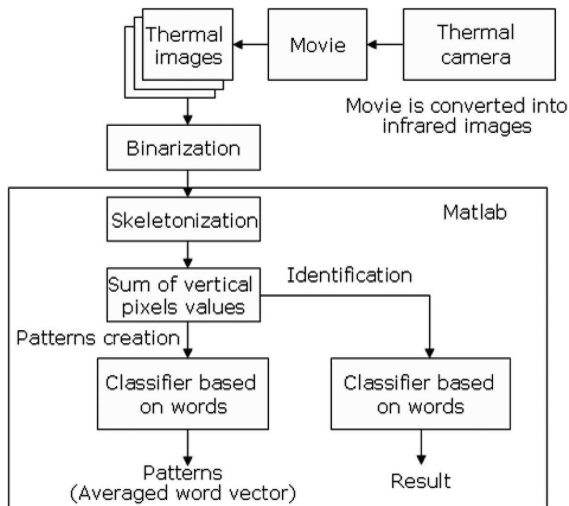 Thermal
images
Movie
Thermal
camera
Movie is converted into
infrared images
Binarization
Matlab
Skeletonization
Sum of vertical
pixels values
Identification
Patterns creation
Classifier based
on words
Classifier based
on words
Patterns
(Averaged word vector)
Result